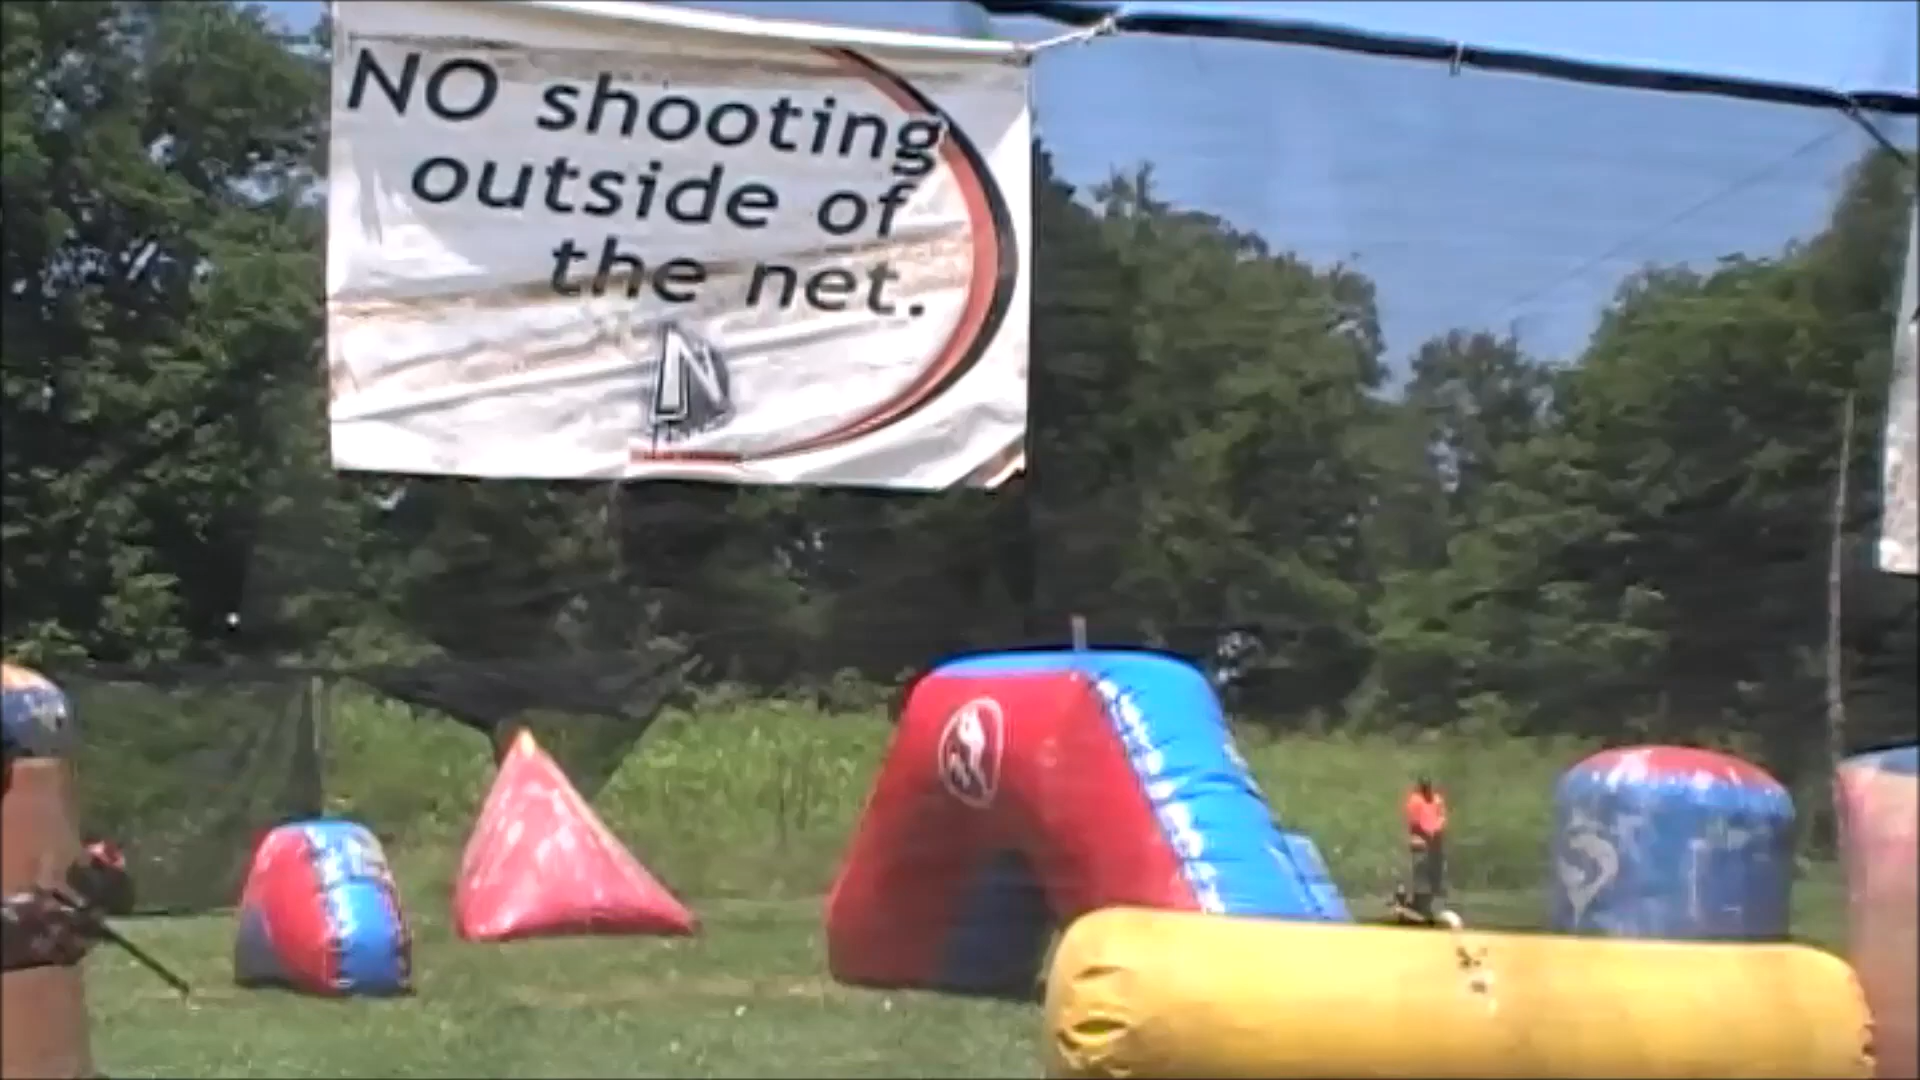 NO shooting
outside of
the net.
N